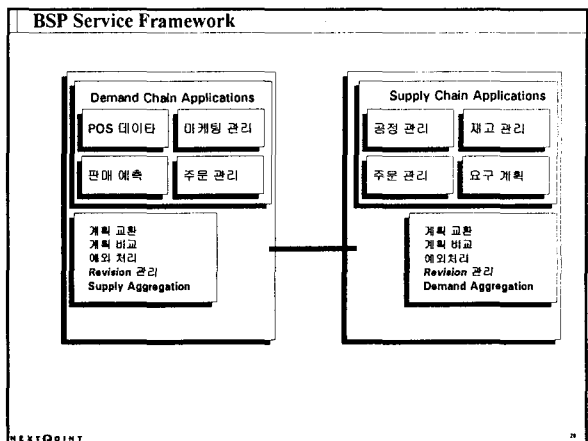 BSP Service Framework
Demand Chain Applications
POS 데이타
마케팅 관리
판매 예측
주문 관리
계획 교환
계획 비교
예외 처리
Revision 관리
Supply Aggregation
Supply Chain Applications
공정 관리
재고 관리
주문 관리
요구 계획
계획 교환
계획 비교
예외처리
Revision 관리
Demand Aggregation
NEXTPOINT